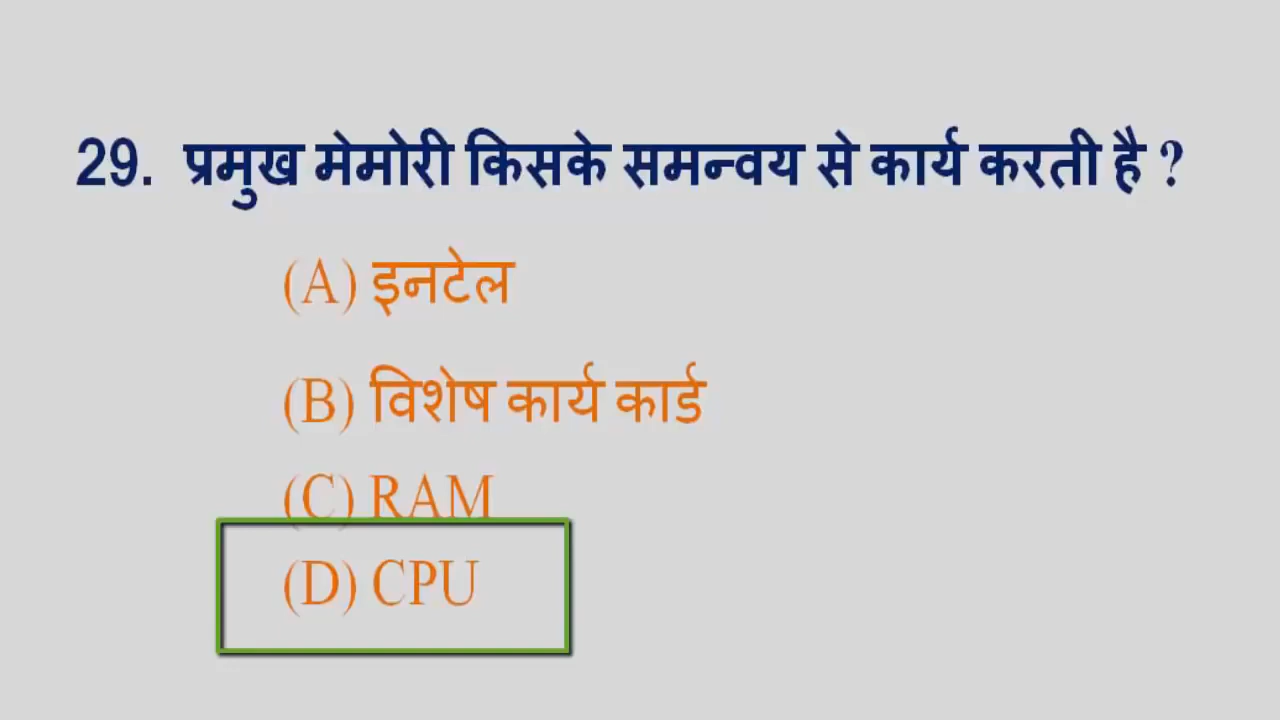 29. प्रमुख मेमोरी किसके समन्वय से कार्य करती है ?
(A) इनटेल
(B) विशेष कार्य कार्ड
(C) RAM
(D) CPU